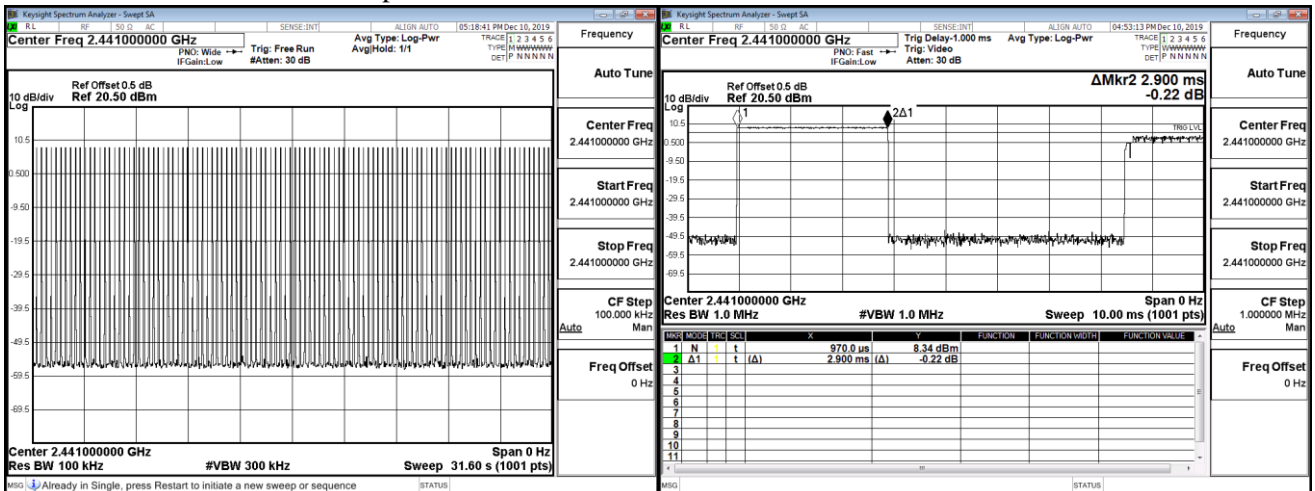 Keysight Spectrum Analyzer - Swept SA
RL RF 50 Ω AC SENSE:INT ALIGN AUTO 05:18:41 PM Dec 10, 2019
Center Freq 2.441000000 GHz
PNO: Wide
IFGain:Low
Trig: Free Run
#Atten: 30 dB
Avg Type: Log-Pwr
Avg|Hold: 1/1
TRACE 1 2 3 4 5 6
TYPE M WWWWW
DET P N N N N N
Ref Offset 0.5 dB
10 dB/div Ref 20.50 dBm
Log
10.5
0.500
-9.50
-19.5
-29.5
-39.5
-49.5
-59.5
-69.5
Center 2.441000000 GHz Span 0 Hz
Res BW 100 kHz #VBW 300 kHz Sweep 31.60 s (1001 pts)
MSG Already in Single, press Restart to initiate a new sweep or sequence STATUS
Frequency
Auto Tune
Center Freq
2.441000000 GHz
Start Freq
2.441000000 GHz
Stop Freq
2.441000000 GHz
CF Step
100.000 kHz
Auto Man
Freq Offset
0 Hz
Keysight Spectrum Analyzer - Swept SA
RL RF 50 Ω AC SENSE:INT ALIGN AUTO 04:53:13 PM Dec 10, 2019
Center Freq 2.441000000 GHz
PNO: Fast
IFGain:Low
Trig Delay-1.000 ms
Trig: Video
Atten: 30 dB
Avg Type: Log-Pwr
TRACE 1 2 3 4 5 6
TYPE WWWWWW
DET P N N N N N
ΔMkr2 2.900 ms
-0.22 dB
Ref Offset 0.5 dB
10 dB/div Ref 20.50 dBm
Log
1
2Δ1
TRIG LVL
10.5
0.500
-9.50
-19.5
-29.5
-39.5
-49.5
-59.5
-69.5
Center 2.441000000 GHz Span 0 Hz
Res BW 1.0 MHz #VBW 1.0 MHz Sweep 10.00 ms (1001 pts)
MKR MODE TRC SCL X Y FUNCTION FUNCTION WIDTH FUNCTION VALUE
1 N 1 t 970.0 µs 8.34 dBm
2 Δ1 1 t (Δ) 2.900 ms (Δ) -0.22 dB
3
4
5
6
7
8
9
10
11
MSG STATUS
Frequency
Auto Tune
Center Freq
2.441000000 GHz
Start Freq
2.441000000 GHz
Stop Freq
2.441000000 GHz
CF Step
1.000000 MHz
Auto Man
Freq Offset
0 Hz